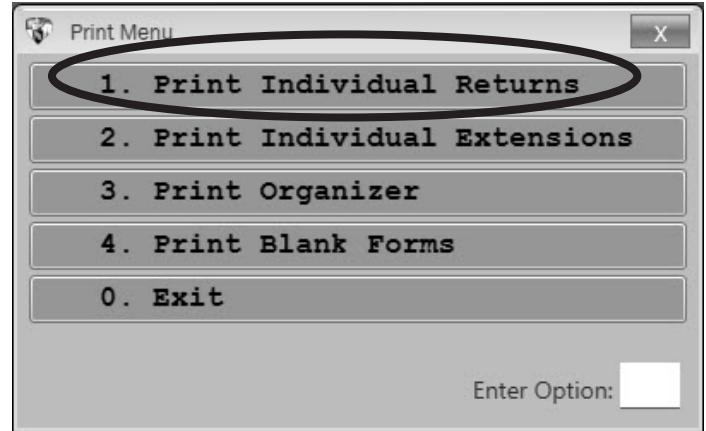 Print Menu
X
1. Print Individual Returns
2. Print Individual Extensions
3. Print Organizer
4. Print Blank Forms
0. Exit
Enter Option: